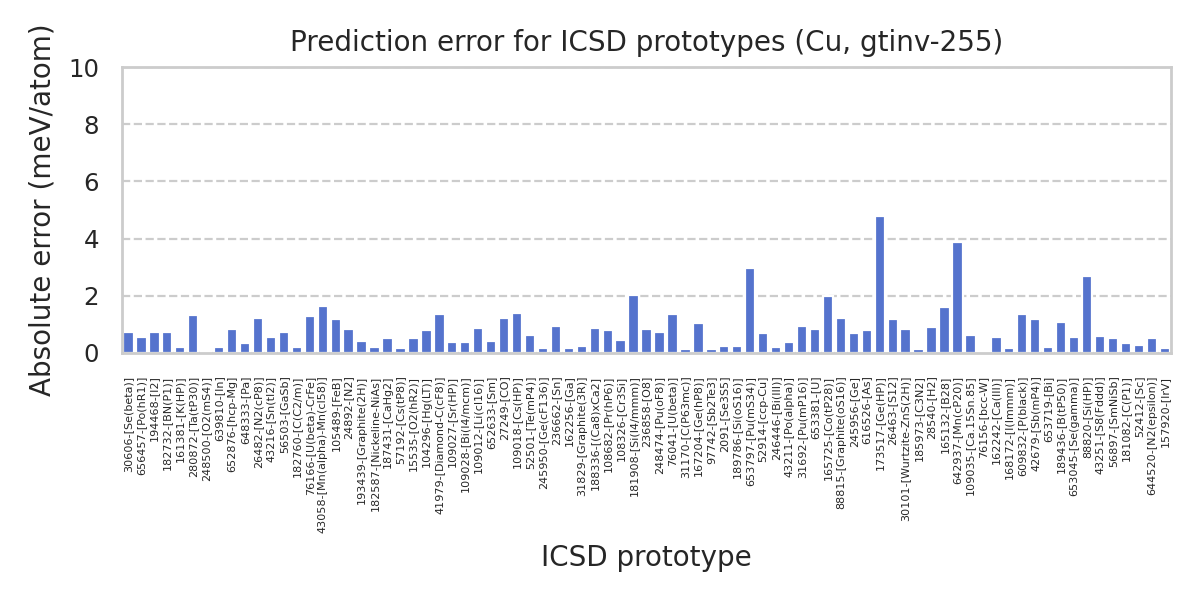 Prediction error for ICSD prototypes (Cu, gtinv-255)
Absolute error (meV/atom)
10
8
6
4
2
0
30606-[Se(beta)]
656457-[Po(hR1)]
194468-[I2]
182732-[BN(P1)]
161381-[K(HP)]
280872-[Ta(tP30)]
248500-[O2(mS4)]
639810-[In]
652876-[hcp-Mg]
648333-[Pa]
26482-[N2(cP8)]
43216-[Sn(tI2)]
56503-[GaSb]
182760-[C(C2/m)]
76166-[U(beta)-CrFe]
43058-[Mn(alpha)-Mn(cI58)]
1054899-[FeB]
24892-[N2]
193439-[Graphite(2H)]
182587-[Nickeline-NiAs]
187431-[CaHg2]
57192-[Cs(tP8)]
15535-[O2(hR2)]
104296-[Hg(LT)]
41979-[Diamond-C(cF8)]
109027-[Sr(HP)]
109028-[Bi(I4/mcm)]
109012-[Li(cI16)]
652633-[Sm]
27249-[CO]
109018-[Cs(HP)]
52501-[Te(mP4)]
245950-[Ge(cF136)]
236662-[Sn]
162256-[Ga]
31829-[Graphite(3R)]
188336-[(Ca8)xCa2]
108682-[Pr(hP6)]
108326-[Cr3Si]
181908-[Si(I4/mmm)]
236858-[O8]
248474-[Pu(oF8)]
76041-[U(beta)]
31170-[C(P63mc)]
167204-[Ge(hP8)]
97742-[Sb2Te3]
2091-[Se3S5]
189786-[Si(oS16)]
653797-[Pu(mS34)]
52914-[ccp-Cu]
246446-[Bi(III)]
43211-[Po(alpha)]
31692-[Pu(mP16)]
653381-[U]
165725-[Co(tP28)]
88815-[Graphite(oS16)]
245956-[Ge]
616526-[As]
173517-[Ge(HP)]
264633-[S12]
30101-[Wurtzite-ZnS(2H)]
185973-[C3N2]
28540-[H2]
165132-[B28]
642937-[Mn(cP20)]
109035-[Ca.15Sn.85]
76156-[bcc-W]
162242-[Ca(III)]
168172-[I(Immm)]
609832-[P(black)]
42679-[Sb(mP4)]
653719-[Bi]
189436-[B(tP50)]
653045-[Se(gamma)]
43251-[S8(Fddd)]
88820-[Si(HP)]
56897-[SmNiSb]
181082-[C(P1)]
52412-[Sc]
644520-[N2(epsilon)]
157920-[IrV]
ICSD prototype